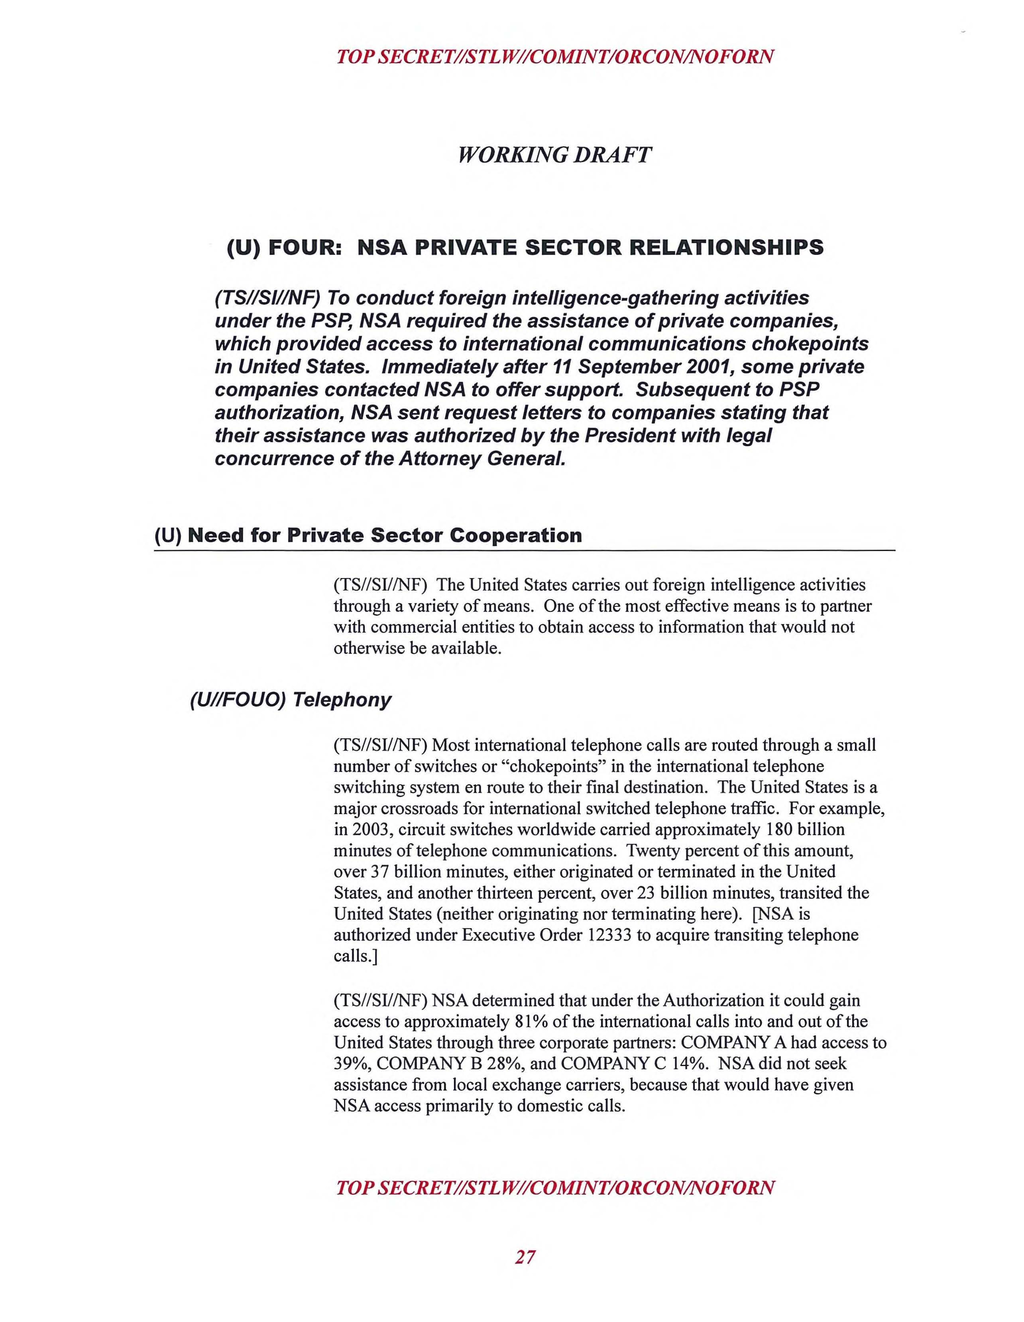 TOP SECRET//STLW//COMINT/ORCON/NOFORN
WORKING DRAFT
(U) FOUR: NSA PRIVATE SECTOR RELATIONSHIPS
(TS//SI//NF) To conduct foreign intelligence-gathering activities
under the PSP, NSA required the assistance of private companies,
which provided access to international communications chokepoints
in United States. Immediately after 11 September 2001, some private
companies contacted NSA to offer support. Subsequent to PSP
authorization, NSA sent request letters to companies stating that
their assistance was authorized by the President with legal
concurrence of the Attorney General.
(U) Need for Private Sector Cooperation
(TS//SI//NF) The United States carries out foreign intelligence activities
through a variety of means. One of the most effective means is to partner
with commercial entities to obtain access to information that would not
otherwise be available.
(U//FOUO) Telephony
(TS//SI//NF) Most international telephone calls are routed through a small
number of switches or “chokepoints” in the international telephone
switching system en route to their final destination. The United States is a
major crossroads for international switched telephone traffic. For example,
in 2003, circuit switches worldwide carried approximately 180 billion
minutes of telephone communications. Twenty percent of this amount,
over 37 billion minutes, either originated or terminated in the United
States, and another thirteen percent, over 23 billion minutes, transited the
United States (neither originating nor terminating here). [NSA is
authorized under Executive Order 12333 to acquire transiting telephone
calls.]
(TS//SI//NF) NSA determined that under the Authorization it could gain
access to approximately 81% of the international calls into and out of the
United States through three corporate partners: COMPANY A had access to
39%, COMPANY B 28%, and COMPANY C 14%. NSA did not seek
assistance from local exchange carriers, because that would have given
NSA access primarily to domestic calls.
TOP SECRET//STLW//COMINT/ORCON/NOFORN
27